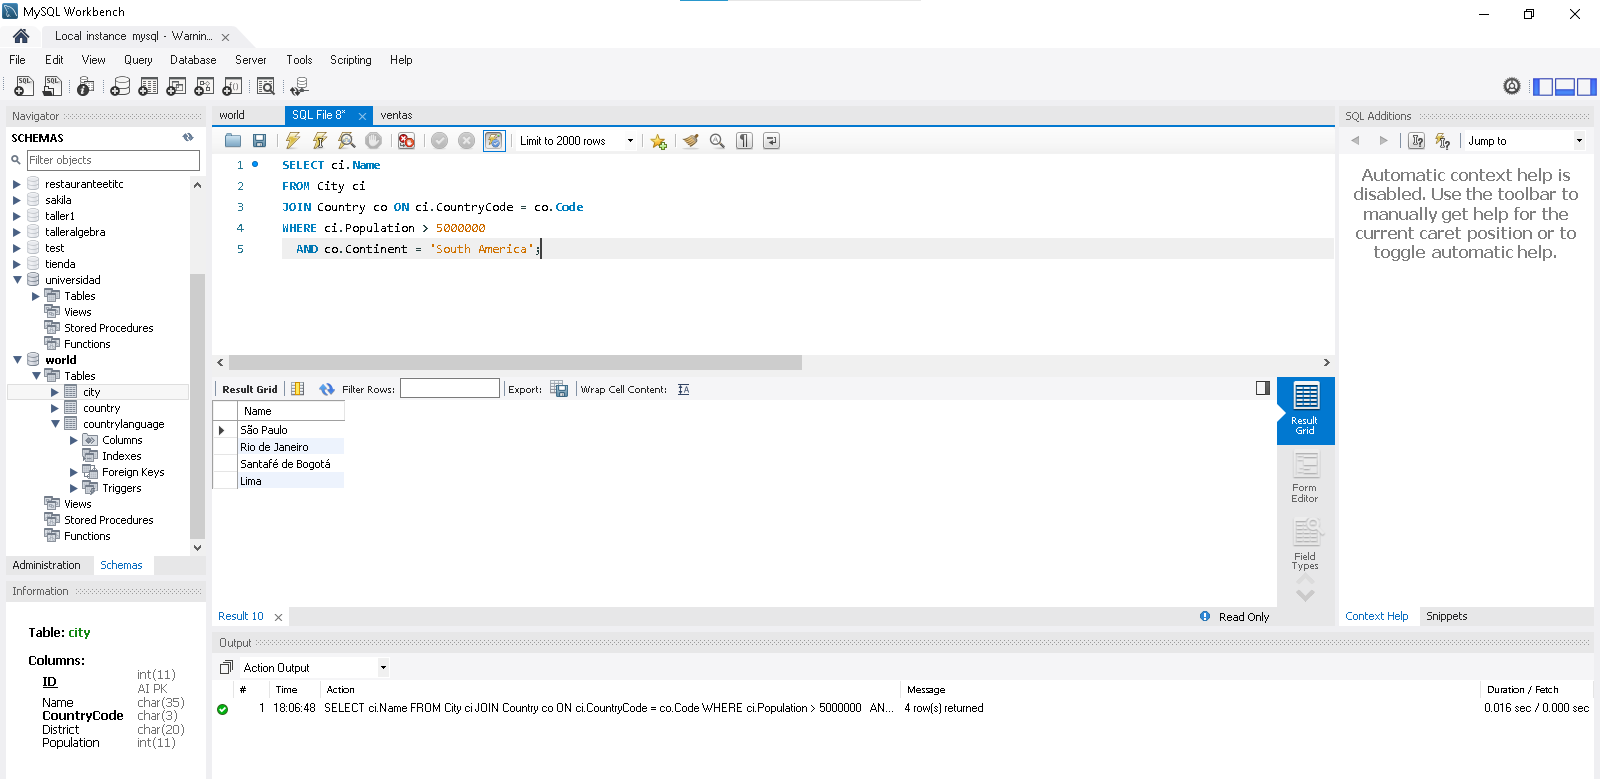 MySQL Workbench
Local instance mysql - Warnin...
File Edit View Query Database Server Tools Scripting Help
Navigator
SCHEMAS
Filter objects
restauranteetitc
sakila
taller1
talleralgebra
test
tienda
universidad
Tables
Views
Stored Procedures
Functions
world
Tables
city
country
countrylanguage
Columns
Indexes
Foreign Keys
Triggers
Views
Stored Procedures
Functions
Administration Schemas
Information
Table: city
Columns:
ID int(11)
AI PK
Name char(35)
CountryCode char(3)
District char(20)
Population int(11)
world SQL File 8* ventas
Limit to 2000 rows
1 SELECT ci.Name
2 FROM City ci
3 JOIN Country co ON ci.CountryCode = co.Code
4 WHERE ci.Population > 5000000
5 AND co.Continent = 'South America';
Result Grid Filter Rows: Export: Wrap Cell Content:
Name
São Paulo
Rio de Janeiro
Santafé de Bogotá
Lima
Result
Grid
Form
Editor
Field
Types
Result 10 Read Only
SQL Additions
Jump to
Automatic context help is
disabled. Use the toolbar to
manually get help for the
current caret position or to
toggle automatic help.
Context Help Snippets
Output
Action Output
# Time Action Message Duration / Fetch
1 18:06:48 SELECT ci.Name FROM City ci JOIN Country co ON ci.CountryCode = co.Code WHERE ci.Population > 5000000 AN... 4 row(s) returned 0.016 sec / 0.000 sec